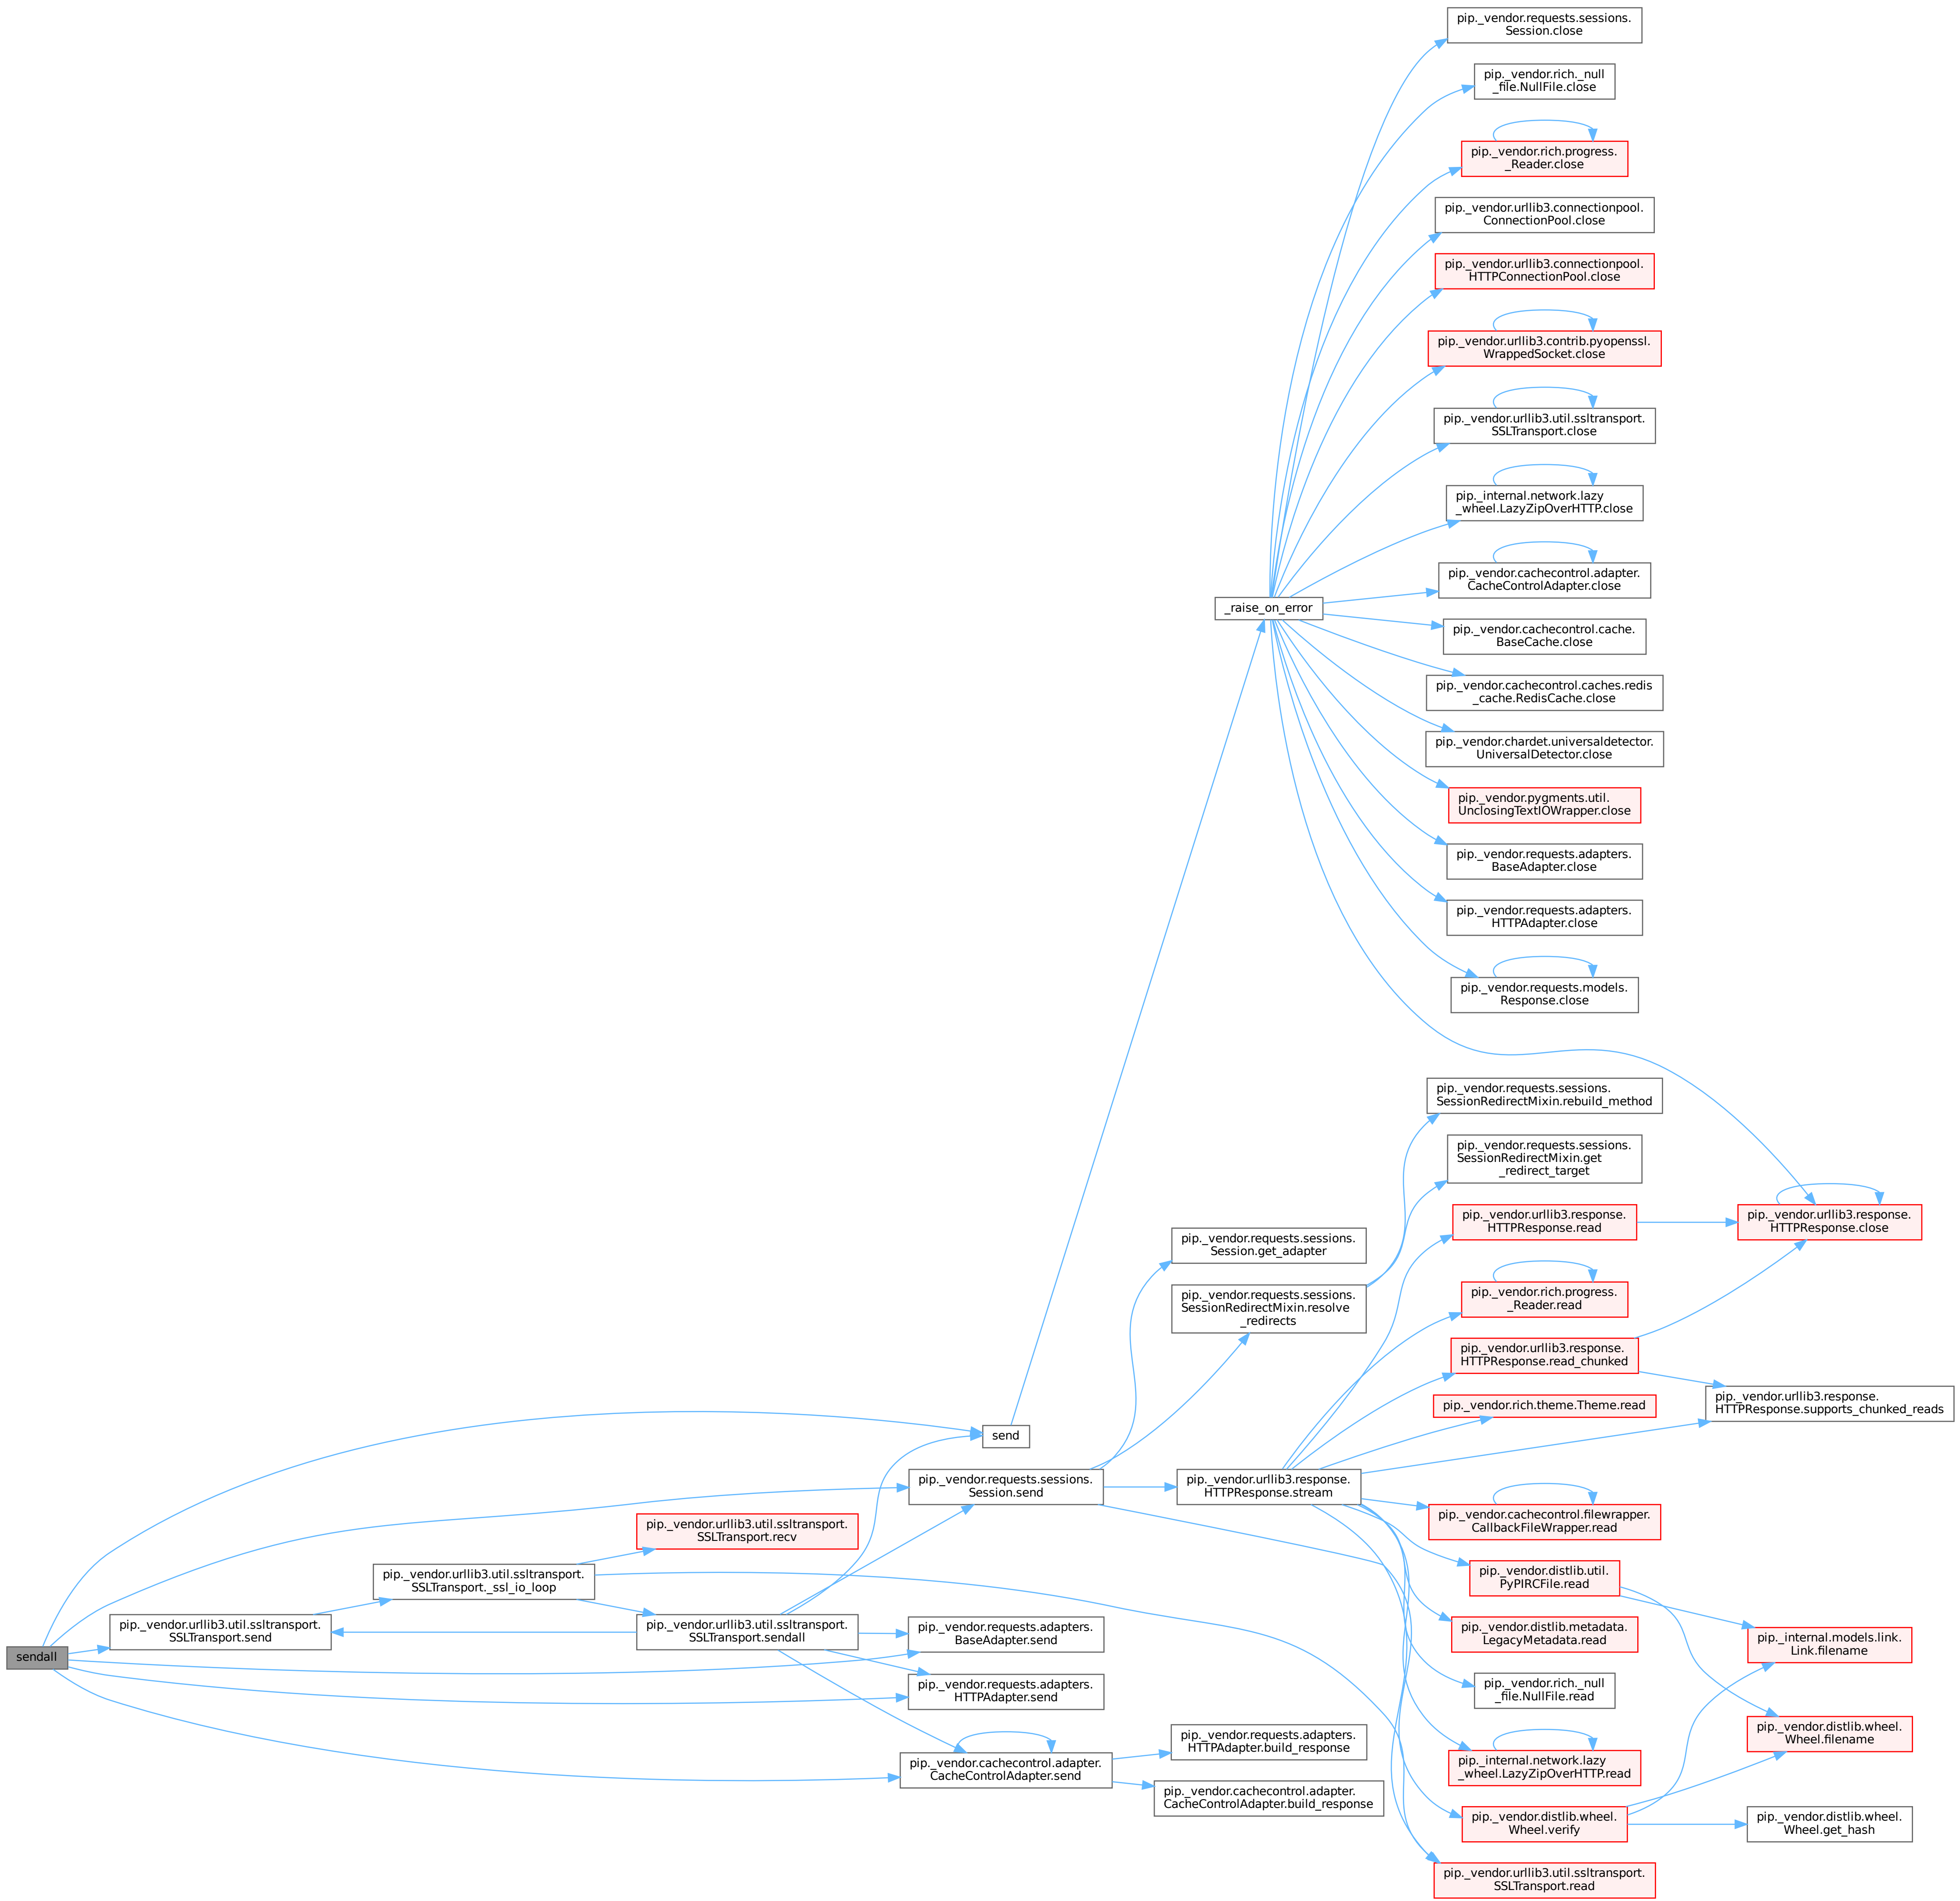 pip._vendor.requests.sessions.
Session.close
pip._vendor.rich._null
_file.NullFile.close
pip._vendor.rich.progress.
_Reader.close
pip._vendor.urllib3.connectionpool.
ConnectionPool.close
pip._vendor.urllib3.connectionpool.
HTTPConnectionPool.close
pip._vendor.urllib3.contrib.pyopenssl.
WrappedSocket.close
pip._vendor.urllib3.util.ssltransport.
SSLTransport.close
pip._internal.network.lazy
_wheel.LazyZipOverHTTP.close
pip._vendor.cachecontrol.adapter.
CacheControlAdapter.close
_raise_on_error
pip._vendor.cachecontrol.cache.
BaseCache.close
pip._vendor.cachecontrol.caches.redis
_cache.RedisCache.close
pip._vendor.chardet.universaldetector.
UniversalDetector.close
pip._vendor.pygments.util.
UnclosingTextIOWrapper.close
pip._vendor.requests.adapters.
BaseAdapter.close
pip._vendor.requests.adapters.
HTTPAdapter.close
pip._vendor.requests.models.
Response.close
pip._vendor.requests.sessions.
SessionRedirectMixin.rebuild_method
pip._vendor.requests.sessions.
SessionRedirectMixin.get
_redirect_target
pip._vendor.urllib3.response.
HTTPResponse.read
pip._vendor.urllib3.response.
HTTPResponse.close
pip._vendor.requests.sessions.
Session.get_adapter
pip._vendor.requests.sessions.
SessionRedirectMixin.resolve
_redirects
pip._vendor.rich.progress.
_Reader.read
pip._vendor.urllib3.response.
HTTPResponse.read_chunked
pip._vendor.rich.theme.Theme.read
pip._vendor.urllib3.response.
HTTPResponse.supports_chunked_reads
send
pip._vendor.requests.sessions.
Session.send
pip._vendor.urllib3.response.
HTTPResponse.stream
pip._vendor.cachecontrol.filewrapper.
CallbackFileWrapper.read
pip._vendor.urllib3.util.ssltransport.
SSLTransport.recv
pip._vendor.urllib3.util.ssltransport.
SSLTransport._ssl_io_loop
pip._vendor.distlib.util.
PyPIRCFile.read
pip._vendor.urllib3.util.ssltransport.
SSLTransport.send
pip._vendor.urllib3.util.ssltransport.
SSLTransport.sendall
pip._vendor.requests.adapters.
BaseAdapter.send
pip._vendor.distlib.metadata.
LegacyMetadata.read
pip._internal.models.link.
Link.filename
sendall
pip._vendor.requests.adapters.
HTTPAdapter.send
pip._vendor.rich._null
_file.NullFile.read
pip._vendor.distlib.wheel.
Wheel.filename
pip._vendor.requests.adapters.
HTTPAdapter.build_response
pip._internal.network.lazy
_wheel.LazyZipOverHTTP.read
pip._vendor.cachecontrol.adapter.
CacheControlAdapter.send
pip._vendor.cachecontrol.adapter.
CacheControlAdapter.build_response
pip._vendor.distlib.wheel.
Wheel.verify
pip._vendor.distlib.wheel.
Wheel.get_hash
pip._vendor.urllib3.util.ssltransport.
SSLTransport.read